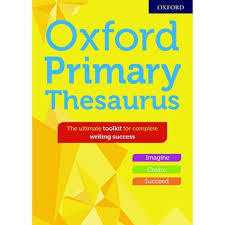 OXFORD
Oxford
Primary
Thesaurus
The ultimate toolkit for complete
writing success
Imagine
Create
Succeed